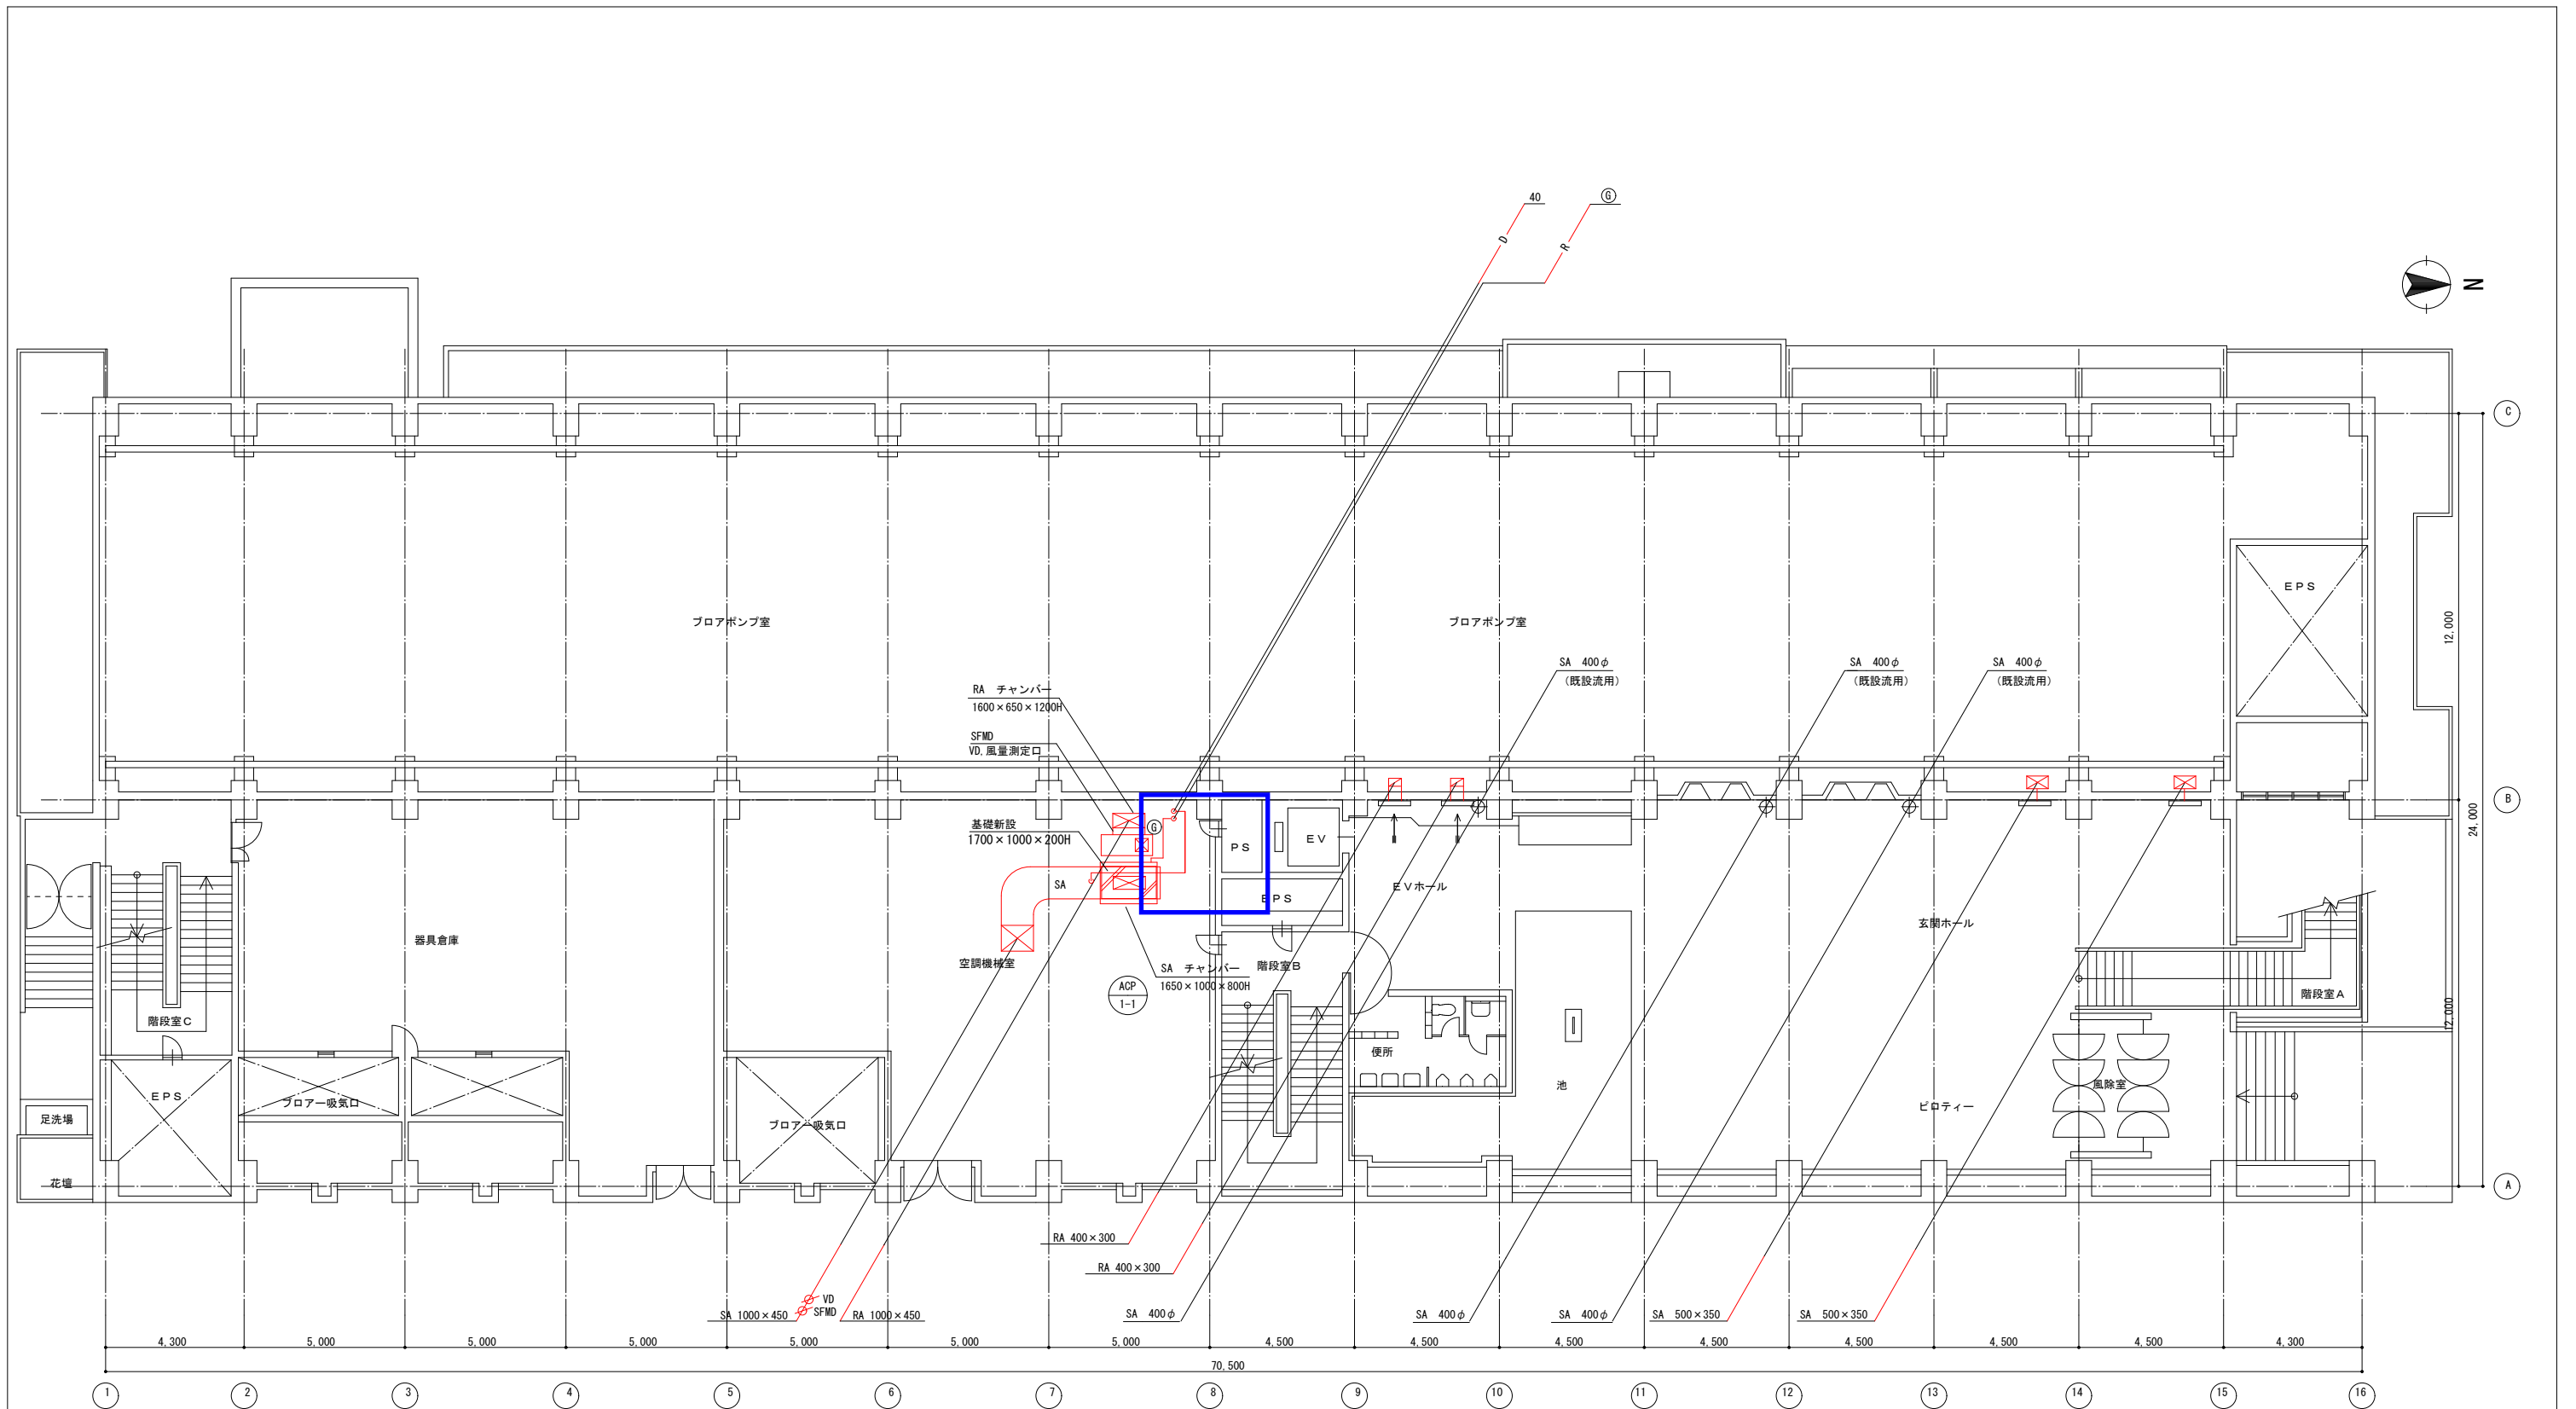 40
Ⓖ
D
R
N
C
ブロアポンプ室
ブロアポンプ室
EPS
12,000
SA 400φ
(既設流用)
SA 400φ
(既設流用)
SA 400φ
(既設流用)
RA チャンバー
1600×650×1200H
SFMD
VD,風量測定口
基礎新設
1700×1000×200H
Ⓖ
B
24,000
PS
EV
EPS
EVホール
SA
器具倉庫
空調機械室
SA チャンバー
1650×1000×800H
階段室B
ACP
1-1
玄関ホール
階段室A
12,000
階段室C
便所
池
EPS
ブロアー吸気口
ブロアー吸気口
風除室
ピロティー
足洗場
花壇
A
RA 400×300
RA 400×300
VD
SFMD
SA 1000×450
RA 1000×450
SA 400φ
SA 400φ
SA 400φ
SA 500×350
SA 500×350
4,300
5,000
5,000
5,000
5,000
5,000
5,000
4,500
4,500
4,500
4,500
4,500
4,500
4,500
4,300
70,500
1
2
3
4
5
6
7
8
9
10
11
12
13
14
15
16